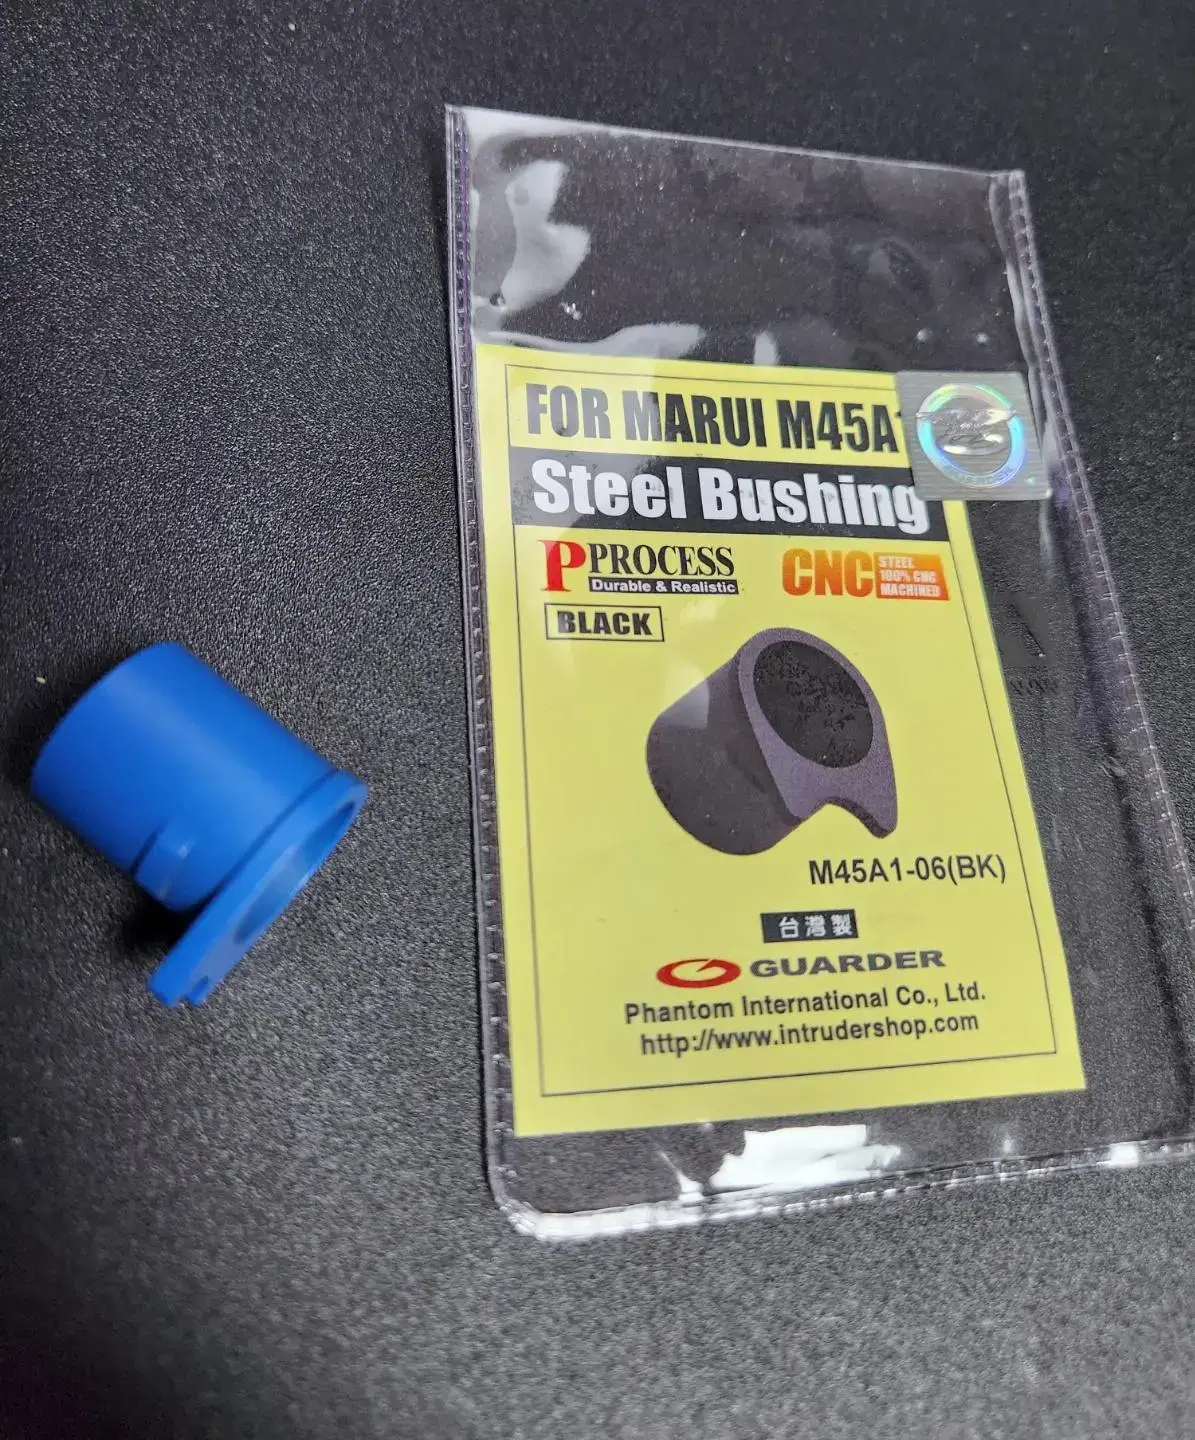 FOR MARUI M45A1
Steel Bushing
P PROCESS
Durable & Realistic
CNC
STEEL
100% CNC
MACHINED
BLACK
M45A1-06(BK)
台灣製
GUARDER
Phantom International Co., Ltd.
http://www.intrudershop.com
GUARDER